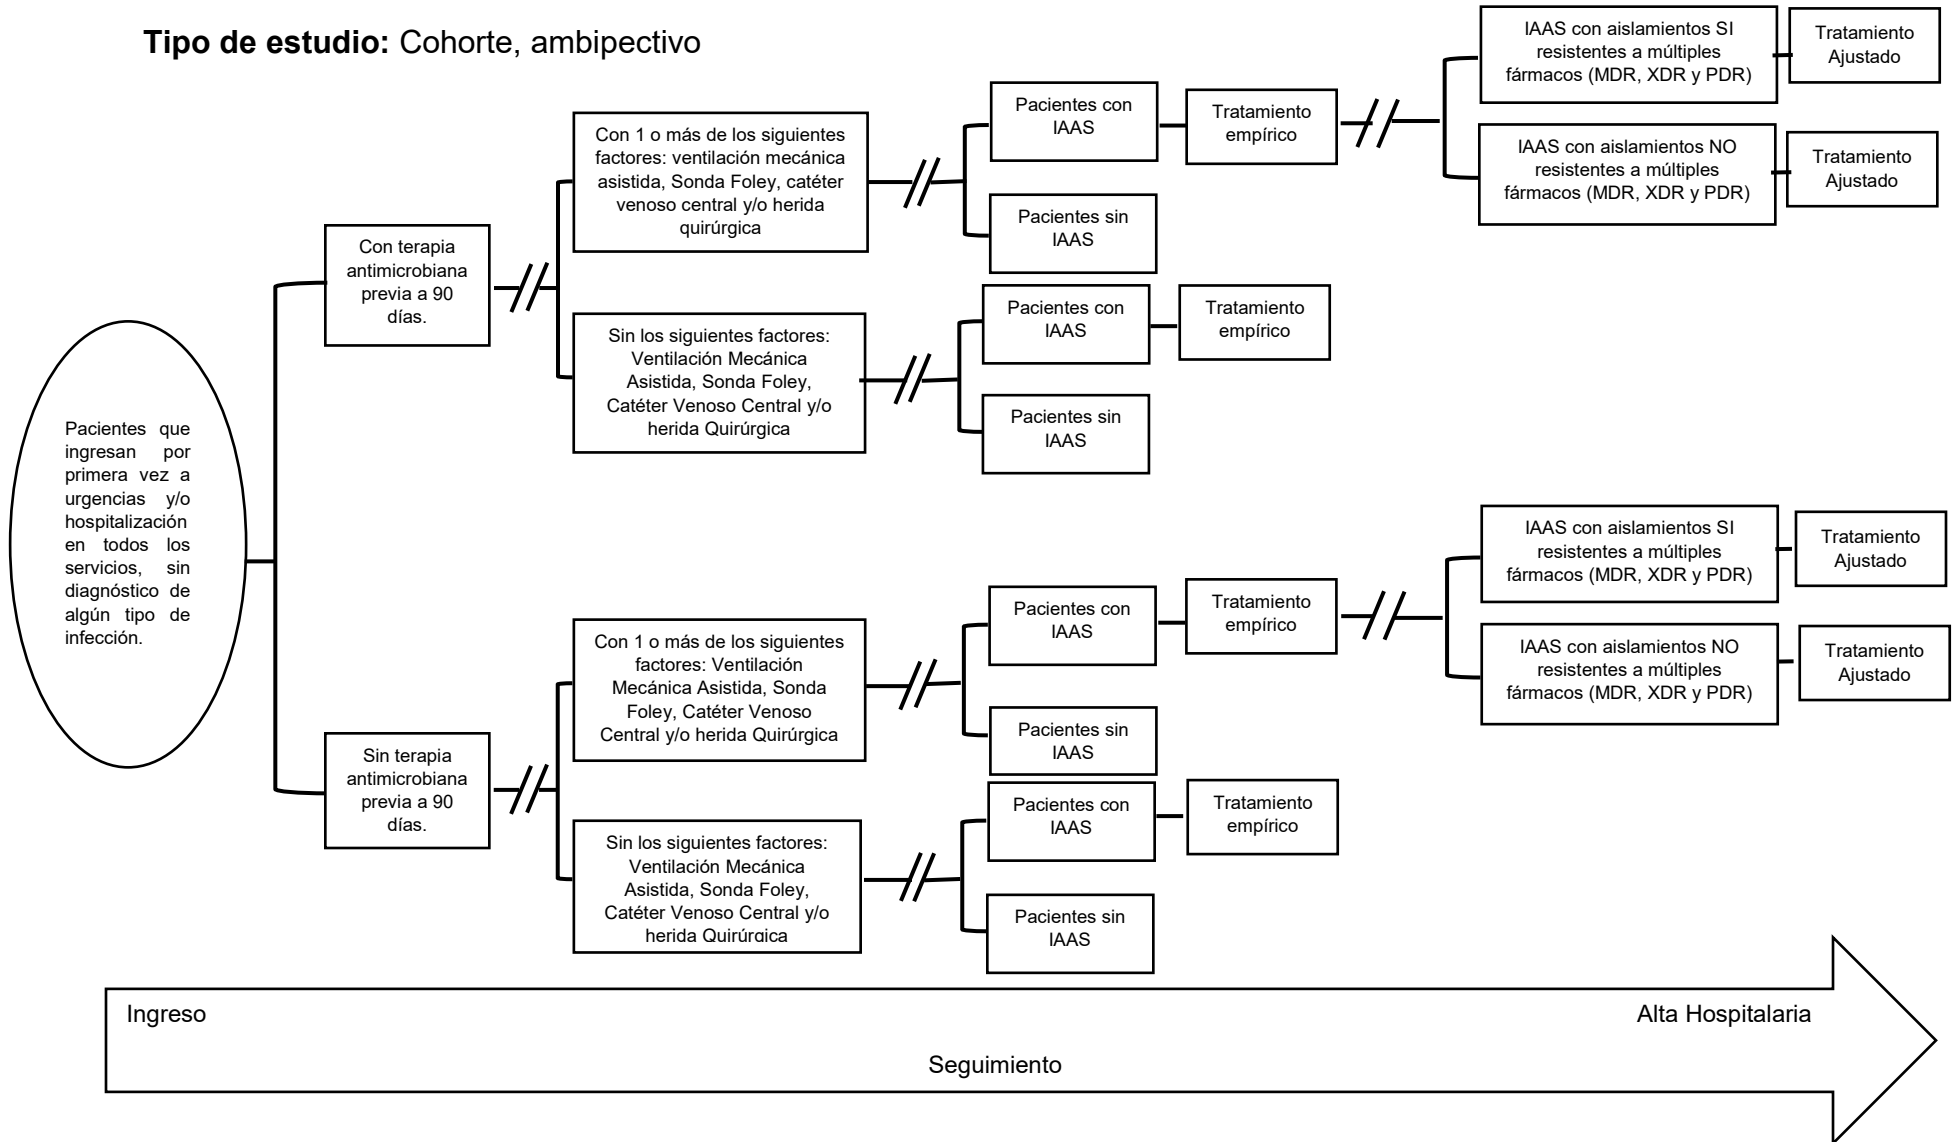 Tipo de estudio: Cohorte, ambipectivo
Pacientes que
ingresan por
primera vez a
urgencias y/o
hospitalización
en todos los
servicios, sin
diagnóstico de
algún tipo de
infección.
Con terapia
antimicrobiana
previa a 90
días.
Con 1 o más de los siguientes
factores: ventilación mecánica
asistida, Sonda Foley, catéter
venoso central y/o herida
quirúrgica
Pacientes con
IAAS
Tratamiento
empírico
IAAS con aislamientos SI
resistentes a múltiples
fármacos (MDR, XDR y PDR)
Tratamiento
Ajustado
IAAS con aislamientos NO
resistentes a múltiples
fármacos (MDR, XDR y PDR)
Tratamiento
Ajustado
Pacientes sin
IAAS
Sin los siguientes factores:
Ventilación Mecánica
Asistida, Sonda Foley,
Catéter Venoso Central y/o
herida Quirúrgica
Pacientes con
IAAS
Tratamiento
empírico
Pacientes sin
IAAS
Sin terapia
antimicrobiana
previa a 90
días.
Con 1 o más de los siguientes
factores: Ventilación
Mecánica Asistida, Sonda
Foley, Catéter Venoso
Central y/o herida Quirúrgica
Pacientes con
IAAS
Tratamiento
empírico
IAAS con aislamientos SI
resistentes a múltiples
fármacos (MDR, XDR y PDR)
Tratamiento
Ajustado
IAAS con aislamientos NO
resistentes a múltiples
fármacos (MDR, XDR y PDR)
Tratamiento
Ajustado
Pacientes sin
IAAS
Sin los siguientes factores:
Ventilación Mecánica
Asistida, Sonda Foley,
Catéter Venoso Central y/o
herida Quirúrgica
Pacientes con
IAAS
Tratamiento
empírico
Pacientes sin
IAAS
Ingreso
Alta Hospitalaria
Seguimiento